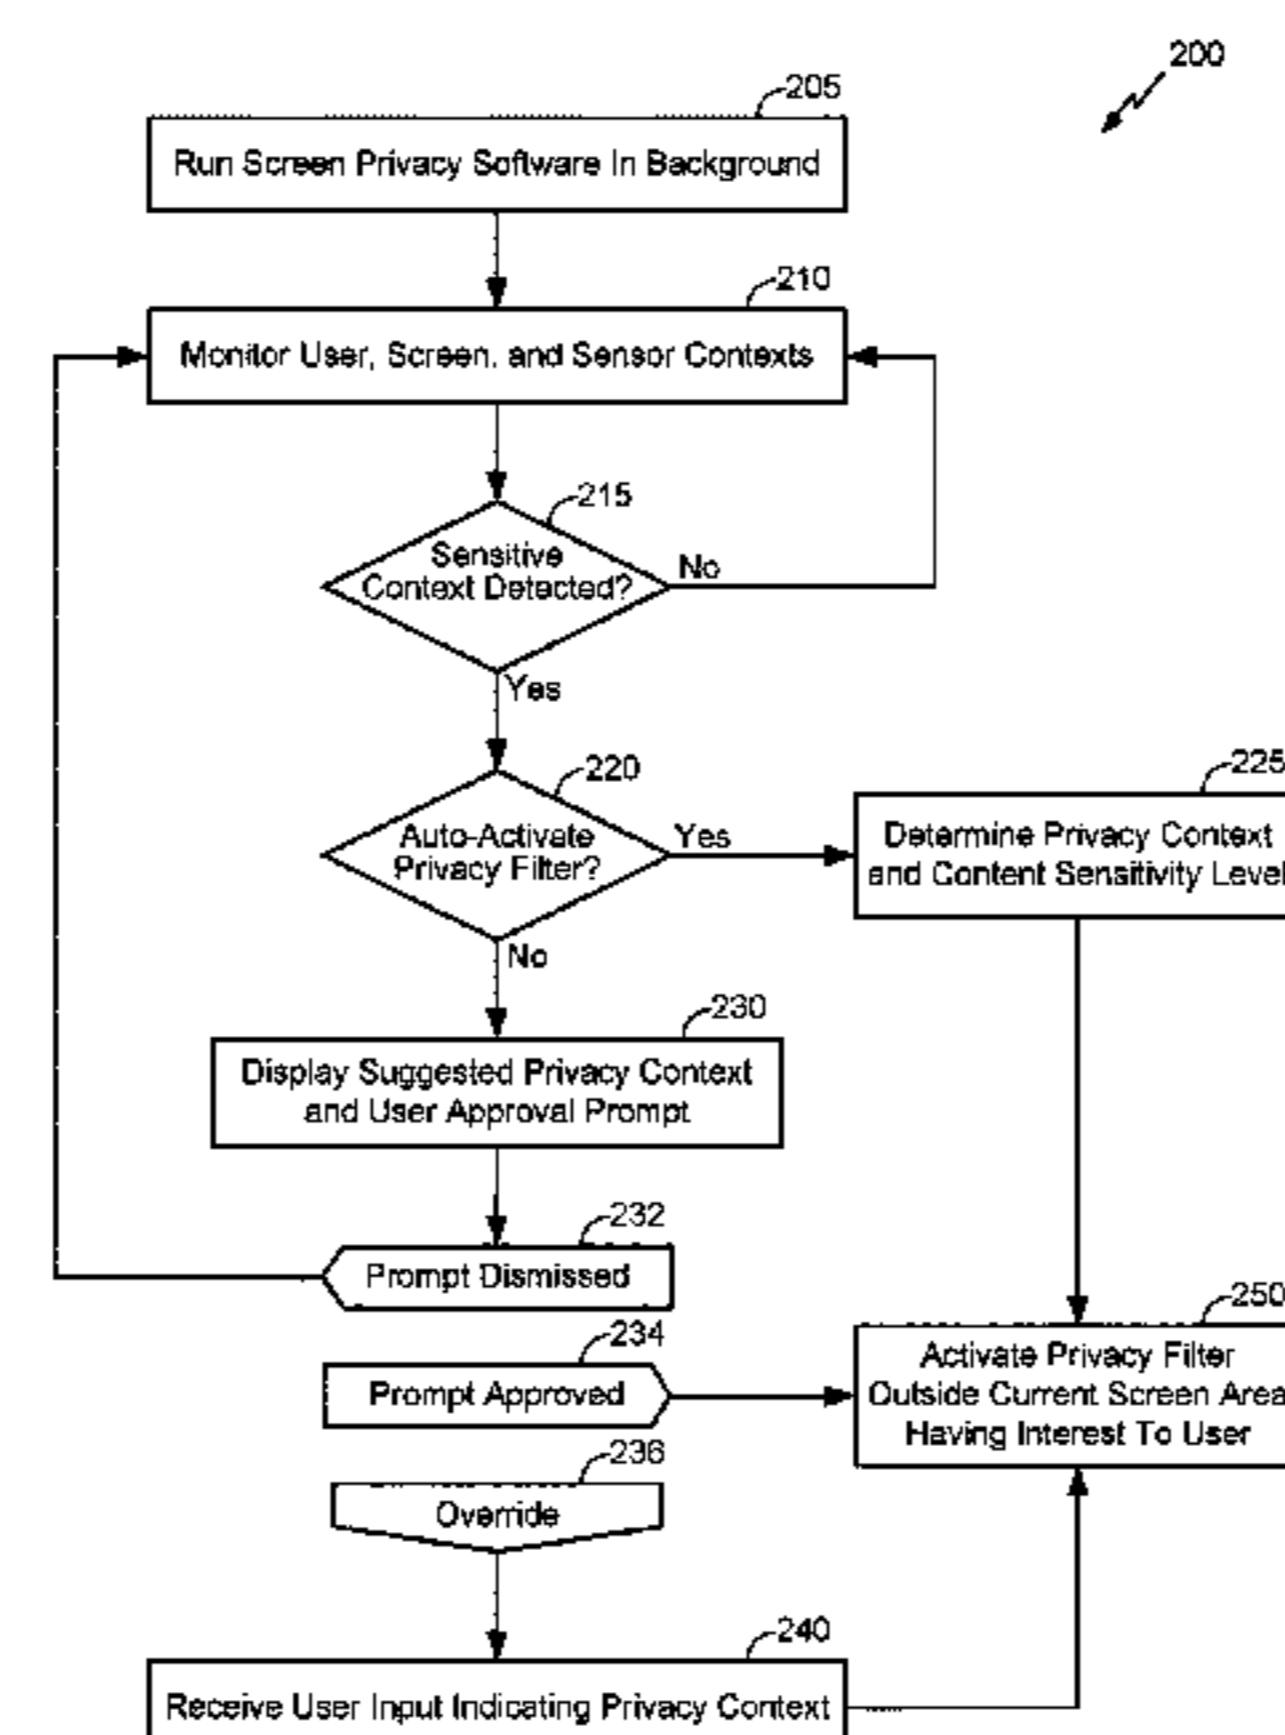 200
205
Run Screen Privacy Software In Background
210
Monitor User, Screen, and Sensor Contexts
215
Sensitive
Context Detected?
No
Yes
220
Auto-Activate
Privacy Filter?
Yes
No
225
Determine Privacy Context
and Content Sensitivity Level
230
Display Suggested Privacy Context
and User Approval Prompt
232
Prompt Dismissed
234
Prompt Approved
250
Activate Privacy Filter
Outside Current Screen Area
Having Interest To User
236
Override
240
Receive User Input Indicating Privacy Context